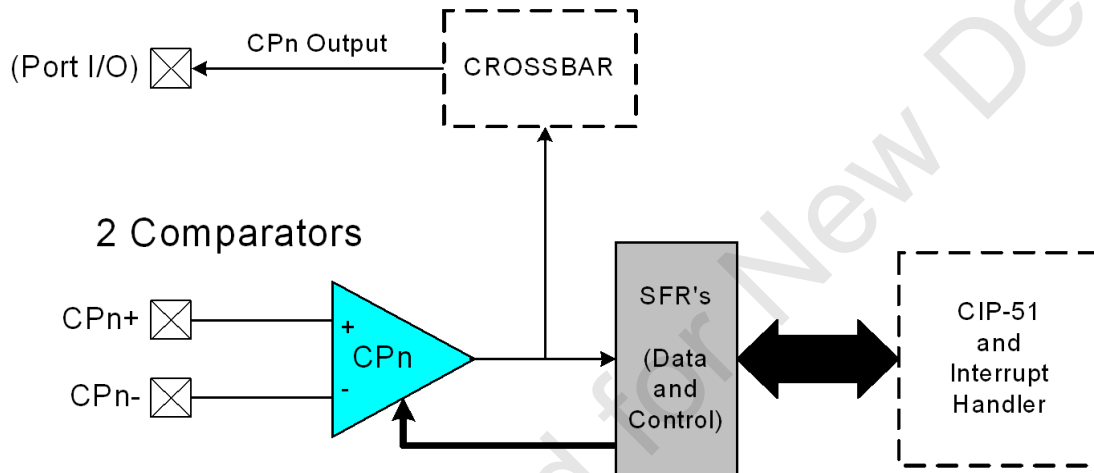 (Port I/O)
CPn Output
CROSSBAR
2 Comparators
CPn+
CPn-
+
CPn
-
SFR's
(Data
and
Control)
CIP-51
and
Interrupt
Handler
for New De